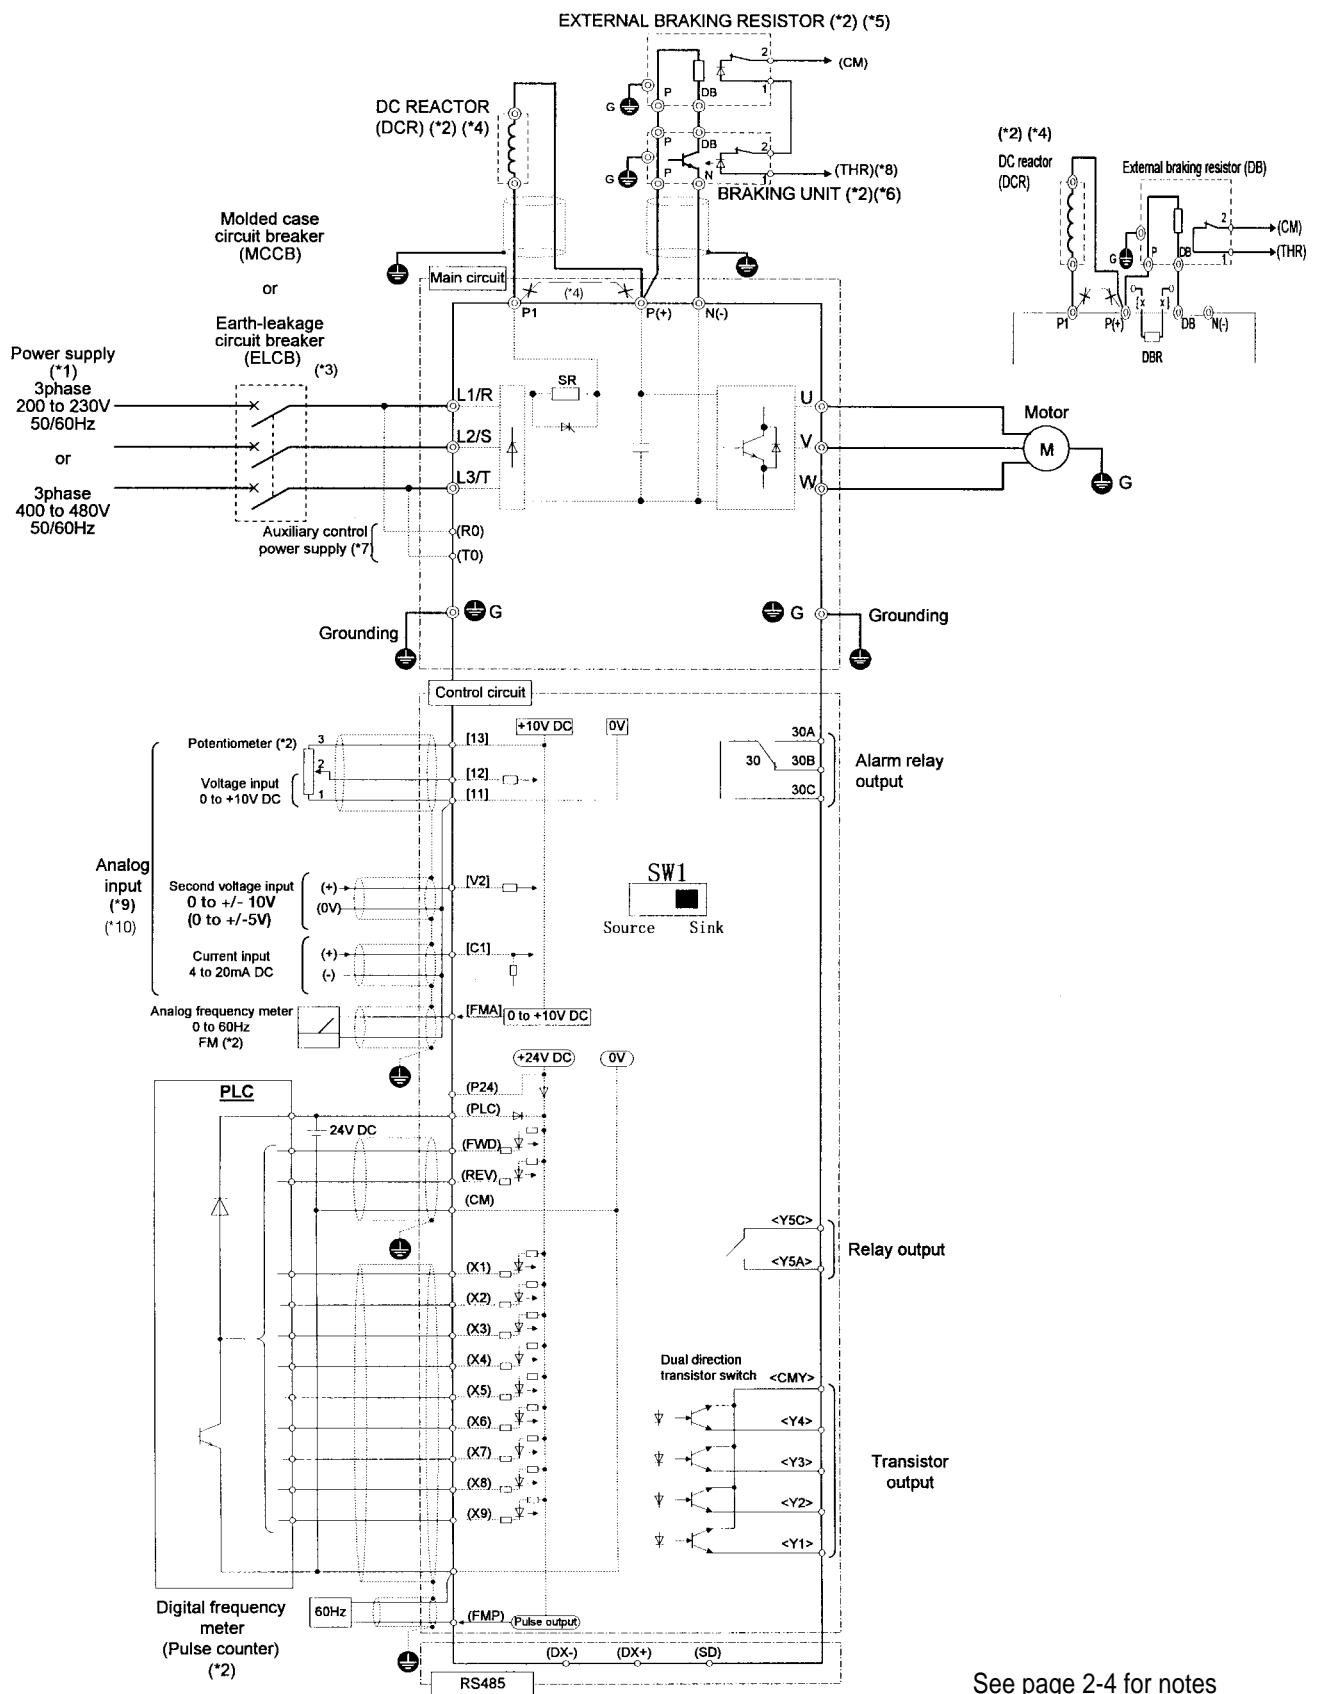 EXTERNAL BRAKING RESISTOR (*2) (*5)
2
(CM)
1
P
DB
G
DC REACTOR
(DCR) (*2) (*4)
P
DB
2
G
P
N
1
(THR)(*8)
BRAKING UNIT (*2)(*6)
(*2) (*4)
DC reactor
(DCR)
External braking resistor (DB)
2
(CM)
G
P
DB
1
(THR)
P1
P(+)
DB
N(-)
DBR
Molded case
circuit breaker
(MCCB)
or
Earth-leakage
circuit breaker
(ELCB)
(*3)
Main circuit
(*4)
P1
P(+)
N(-)
Power supply
(*1)
3phase
200 to 230V
50/60Hz
or
3phase
400 to 480V
50/60Hz
L1/R
L2/S
L3/T
SR
U
V
W
Motor
M
G
Auxiliary control
power supply (*7
(R0)
(T0)
G
Grounding
G
Grounding
Control circuit
+10V DC
0V
Potentiometer (*2)
3
2
1
[13]
[12]
[11]
Voltage input
0 to +10V DC
30
30A
30B
30C
Alarm relay
output
Analog
input
(*9)
(*10)
Second voltage input
0 to +/- 10V
(0 to +/-5V)
(+)
(0V)
[V2]
SW1
Source
Sink
Current input
4 to 20mA DC
(+)
(-)
[C1]
Analog frequency meter
0 to 60Hz
FM (*2)
[FMA]
0 to +10V DC
+24V DC
0V
PLC
24V DC
(P24)
(PLC)
(FWD)
(REV)
(CM)
<Y5C>
<Y5A>
Relay output
(X1)
(X2)
(X3)
(X4)
(X5)
(X6)
(X7)
(X8)
(X9)
Dual direction
transistor switch
<CMY>
<Y4>
<Y3>
<Y2>
<Y1>
Transistor
output
Digital frequency
meter
(Pulse counter)
(*2)
60Hz
(FMP)
Pulse output
(DX-)
(DX+)
(SD)
RS485
See page 2-4 for notes